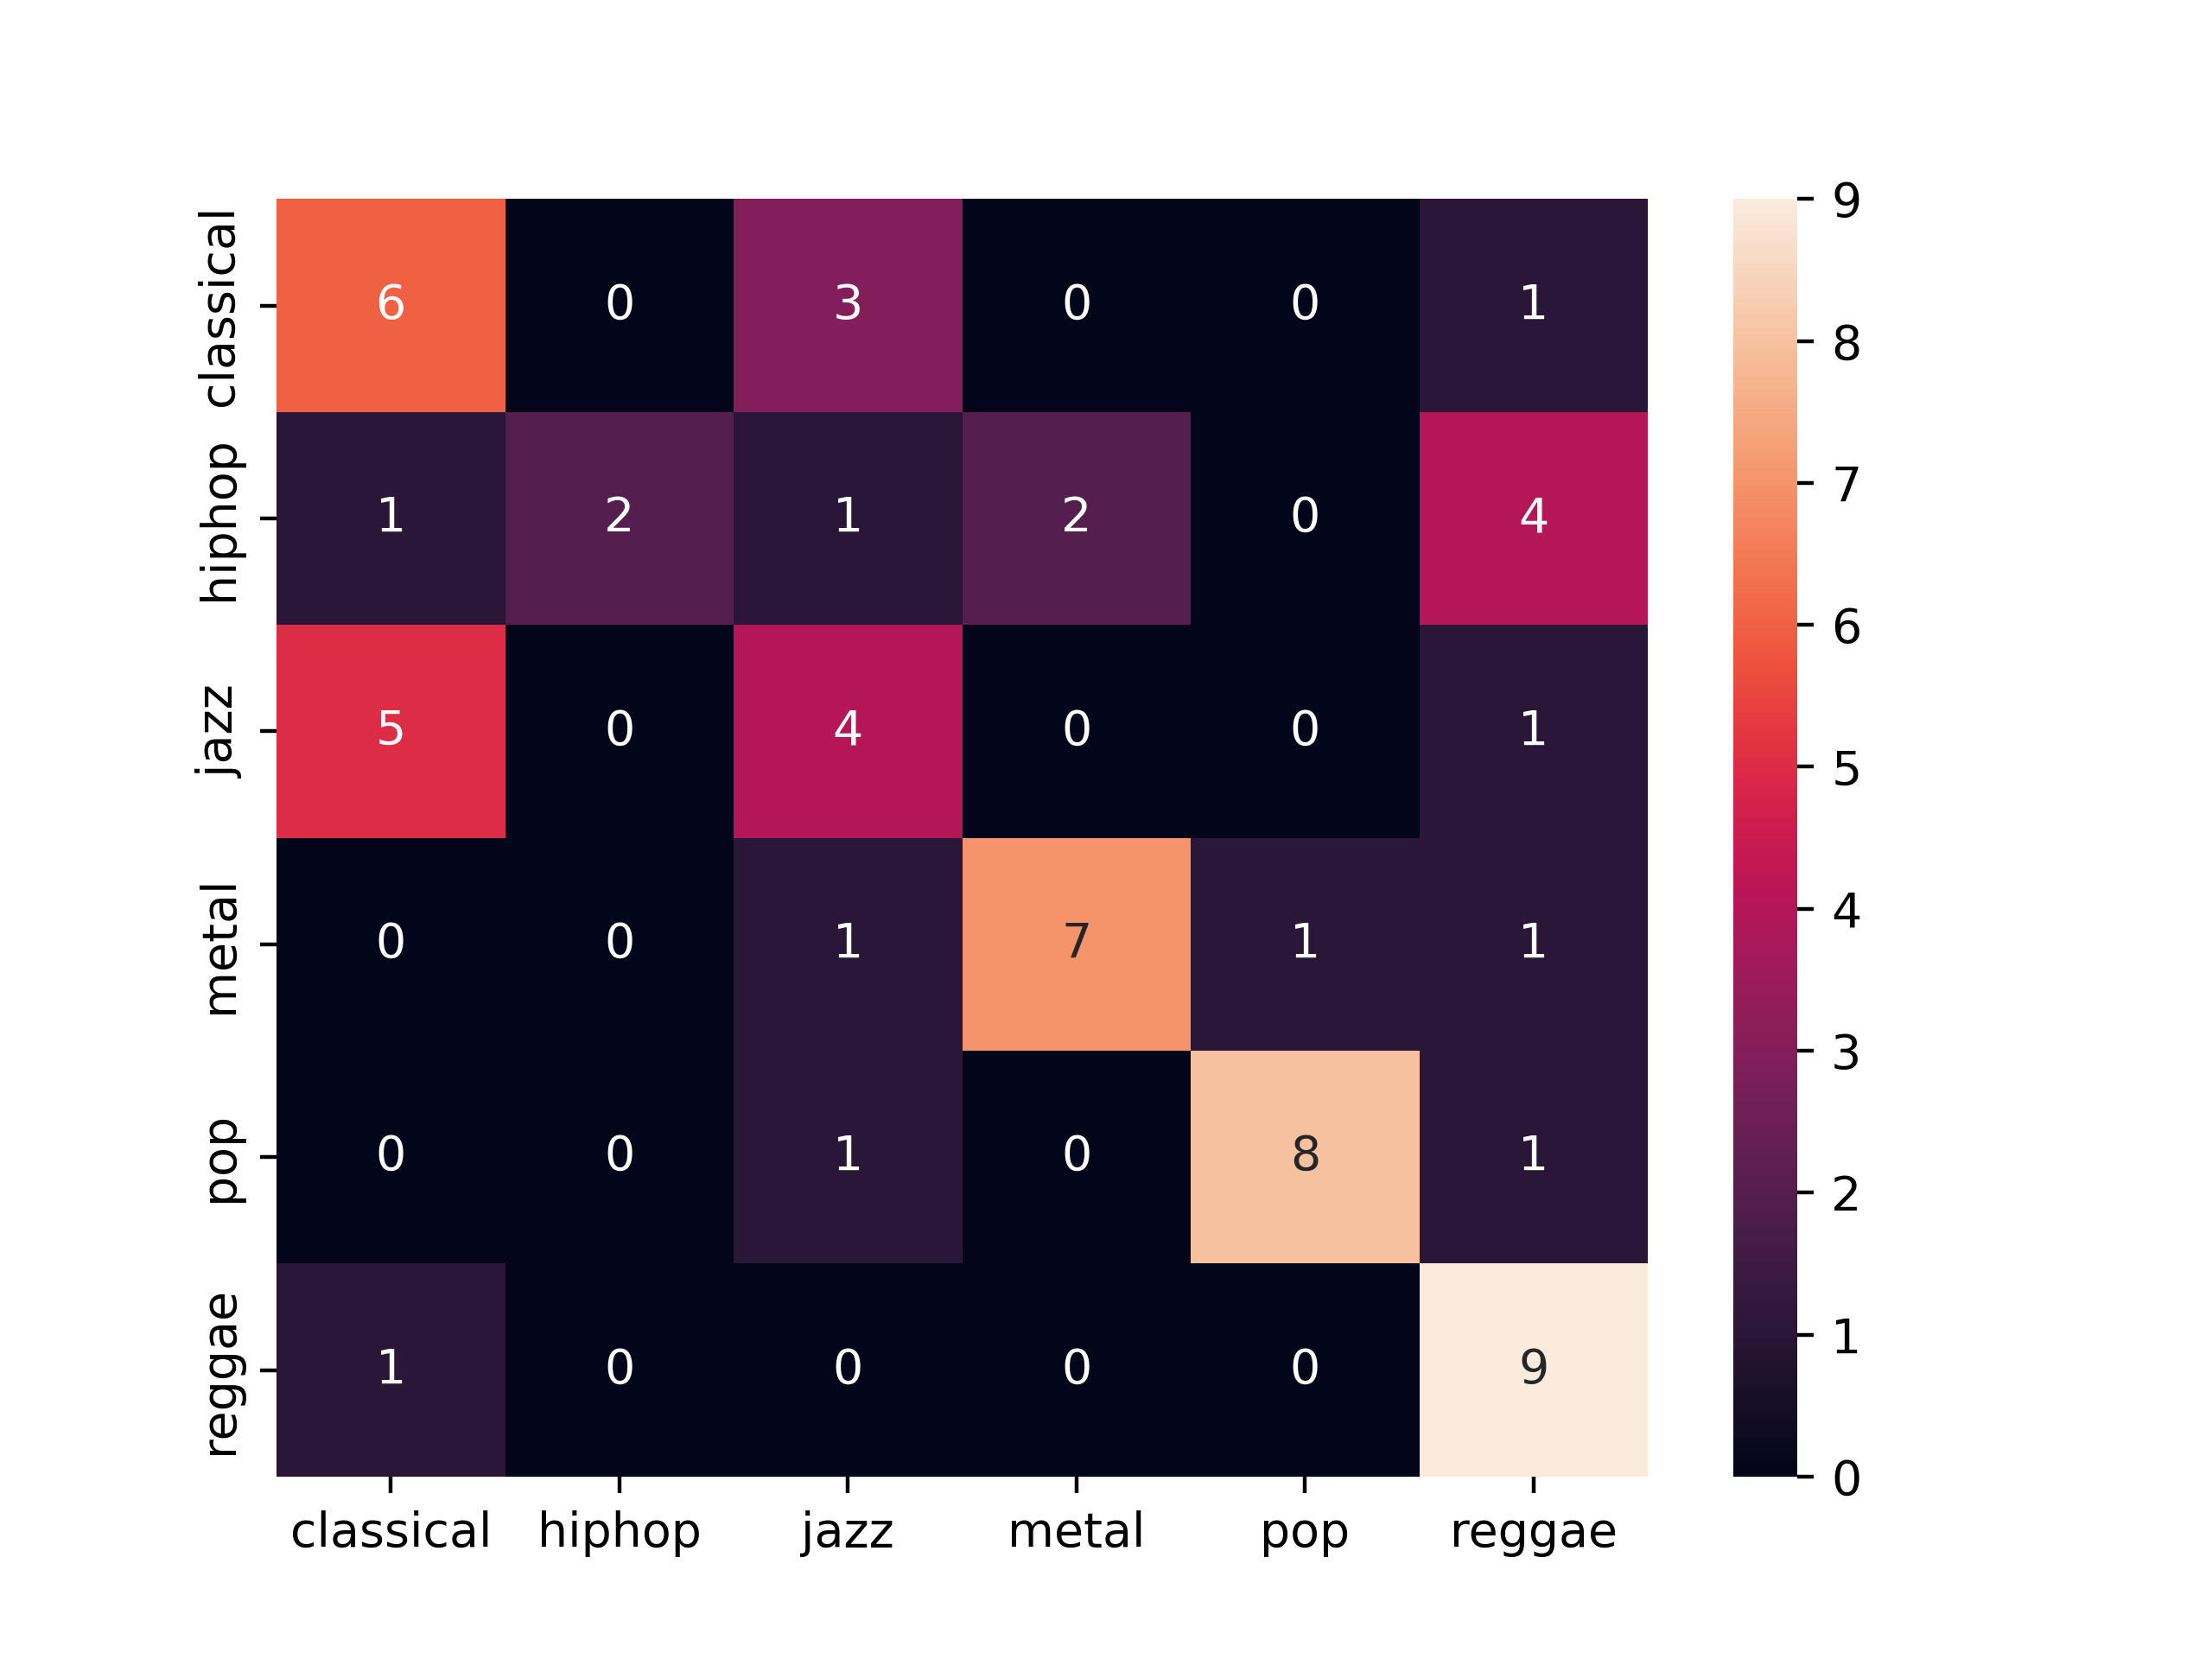 classical 6 0 3 0 0 1
hiphop 1 2 1 2 0 4
jazz 5 0 4 0 0 1
metal 0 0 1 7 1 1
pop 0 0 1 0 8 1
reggae 1 0 0 0 0 9
classical hiphop jazz metal pop reggae
9
8
7
6
5
4
3
2
1
0